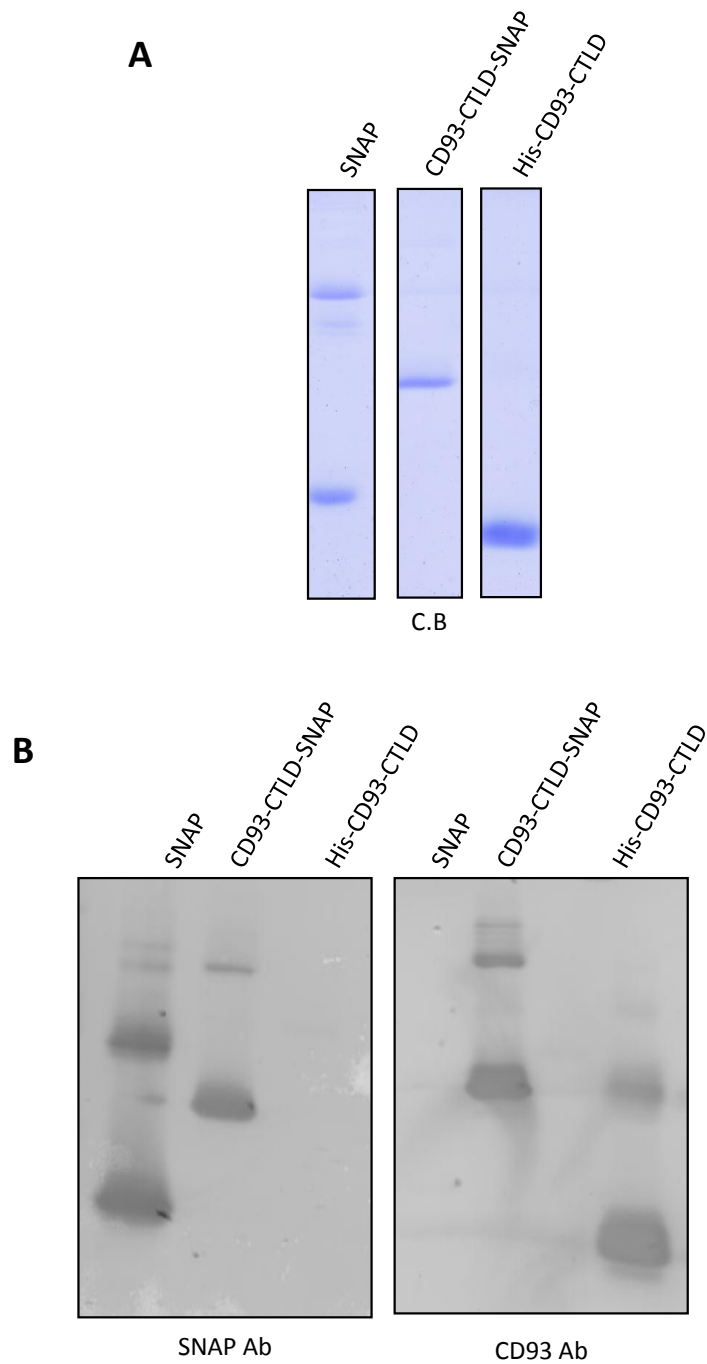 A
SNAP
CD93-CTLD-SNAP
His-CD93-CTLD
C.B
B
SNAP
CD93-CTLD-SNAP
His-CD93-CTLD
SNAP
CD93-CTLD-SNAP
His-CD93-CTLD
SNAP Ab
CD93 Ab